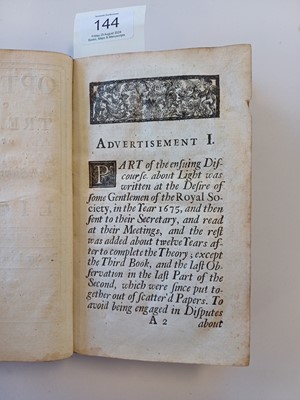 144
ADVERTISEMENT I.
PART of the ensuing Dis-
course about Light was
written at the Desire of
some Gentlemen of the Royal So-
ciety, in the Year 1675, and then
sent to their Secretary, and read
at their Meetings, and the rest
was added about twelve Years af-
ter to complete the Theory; except
the Third Book, and the last Ob-
servation in the last Part of the
Second, which were since put to-
gether out of scatter'd Papers. To
avoid being engaged in Disputes
A 2 about